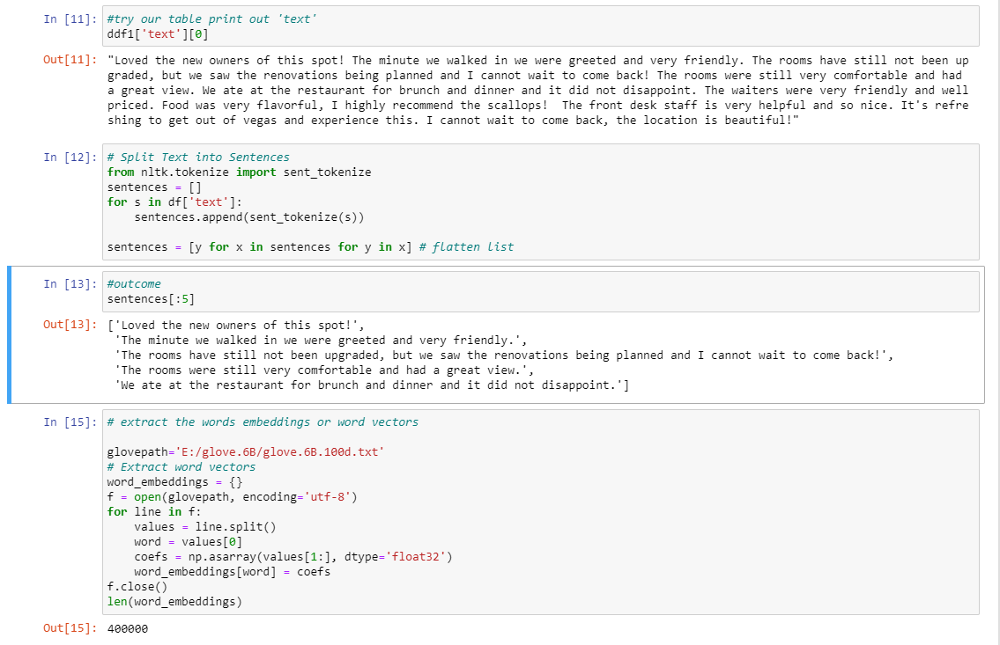 In [11]: #try our table print out 'text'
ddf1['text'][0]
Out[11]: "Loved the new owners of this spot! The minute we walked in we were greeted and very friendly. The rooms have still not been up
graded, but we saw the renovations being planned and I cannot wait to come back! The rooms were still very comfortable and had
a great view. We ate at the restaurant for brunch and dinner and it did not disappoint. The waiters were very friendly and well
priced. Food was very flavorful, I highly recommend the scallops!  The front desk staff is very helpful and so nice. It's refre
shing to get out of vegas and experience this. I cannot wait to come back, the location is beautiful!"
In [12]: # Split Text into Sentences
from nltk.tokenize import sent_tokenize
sentences = []
for s in df['text']:
    sentences.append(sent_tokenize(s))
sentences = [y for x in sentences for y in x] # flatten list
In [13]: #outcome
sentences[:5]
Out[13]: ['Loved the new owners of this spot!',
 'The minute we walked in we were greeted and very friendly.',
 'The rooms have still not been upgraded, but we saw the renovations being planned and I cannot wait to come back!',
 'The rooms were still very comfortable and had a great view.',
 'We ate at the restaurant for brunch and dinner and it did not disappoint.']
In [15]: # extract the words embeddings or word vectors
glovepath='E:/glove.6B/glove.6B.100d.txt'
# Extract word vectors
word_embeddings = {}
f = open(glovepath, encoding='utf-8')
for line in f:
    values = line.split()
    word = values[0]
    coefs = np.asarray(values[1:], dtype='float32')
    word_embeddings[word] = coefs
f.close()
len(word_embeddings)
Out[15]: 400000